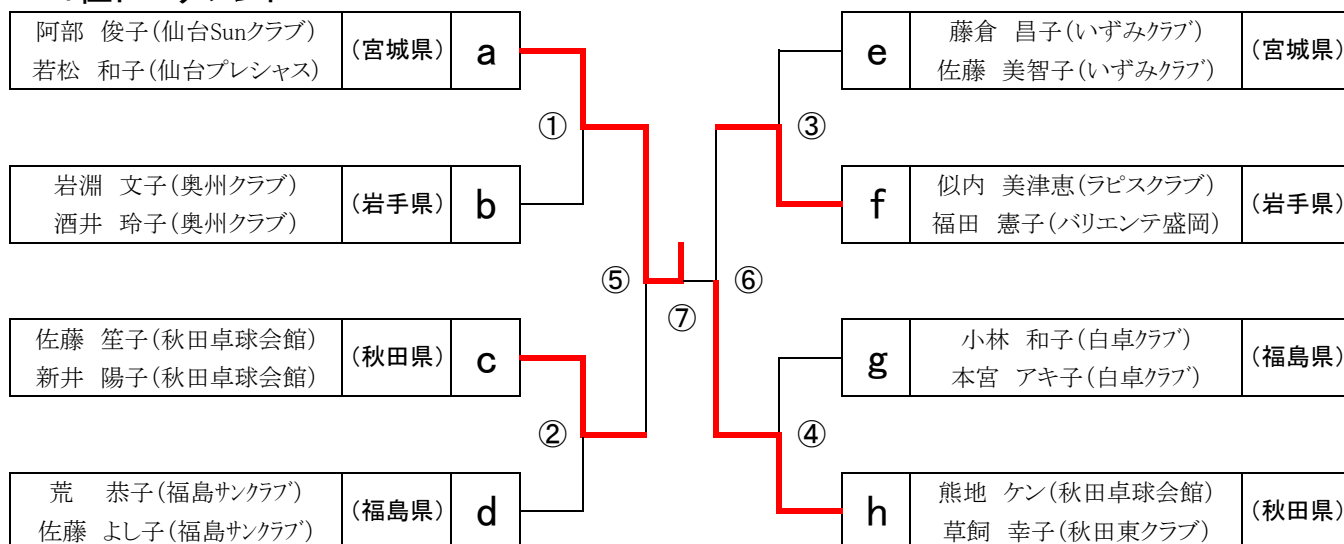 阿部　俊子(仙台Sunクラブ)
若松　和子(仙台プレシャス)
(宮城県)
a
①
岩淵　文子(奥州クラブ)
酒井　玲子(奥州クラブ)
(岩手県)
b
⑤
佐藤　笙子(秋田卓球会館)
新井　陽子(秋田卓球会館)
(秋田県)
c
②
荒　　恭子(福島サンクラブ)
佐藤　よし子(福島サンクラブ)
(福島県)
d
⑦
e
藤倉　昌子(いずみクラブ)
佐藤　美智子(いずみクラブ)
(宮城県)
③
f
似内　美津恵(ラピスクラブ)
福田　憲子(バリエンテ盛岡)
(岩手県)
⑥
g
小林　和子(白卓クラブ)
本宮　アキ子(白卓クラブ)
(福島県)
④
h
熊地　ケン(秋田卓球会館)
草飼　幸子(秋田東クラブ)
(秋田県)